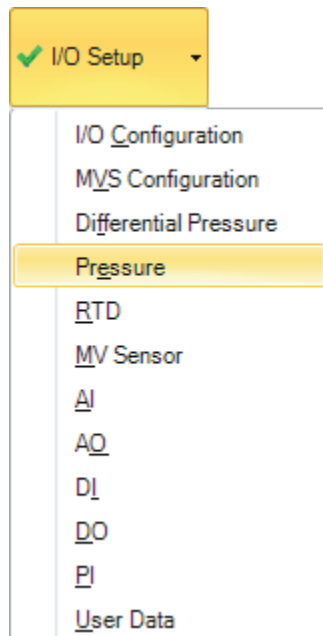 I/O Setup
I/O Configuration
MVS Configuration
Differential Pressure
Pressure
RTD
MV Sensor
AI
AO
DI
DO
PI
User Data